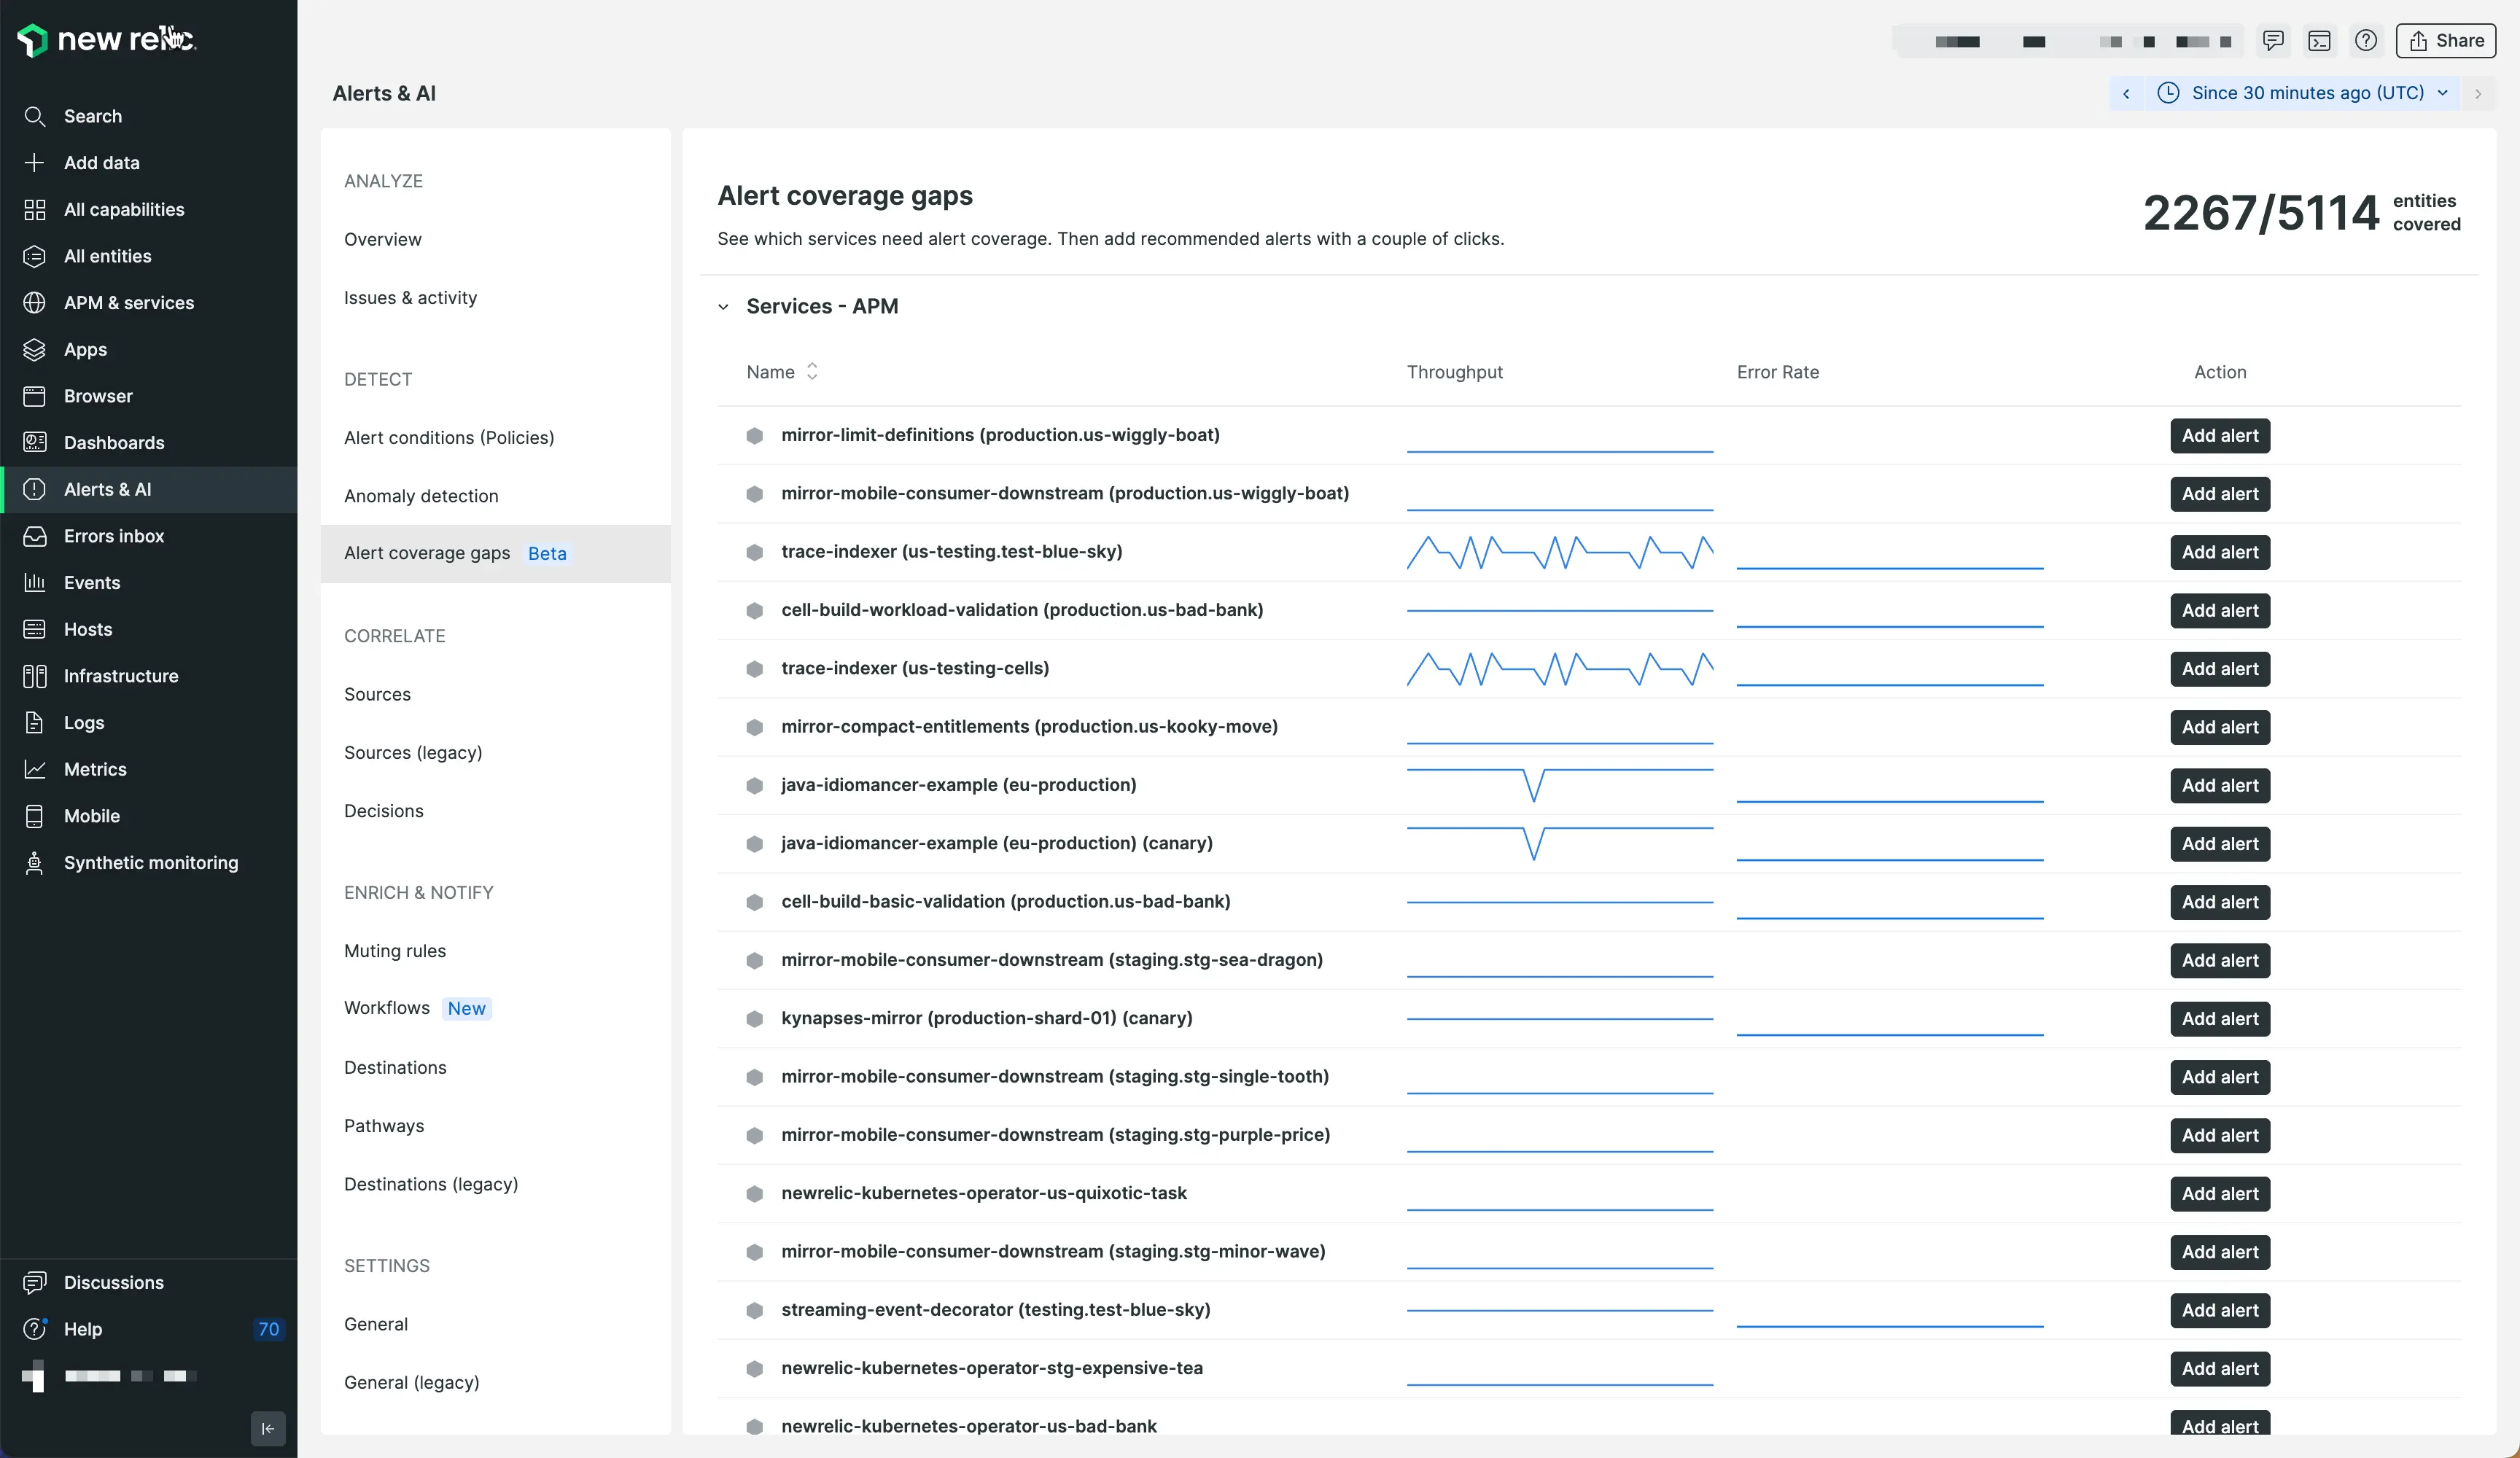 new relic.
Search
Add data
All capabilities
All entities
APM & services
Apps
Browser
Dashboards
Alerts & AI
Errors inbox
Events
Hosts
Infrastructure
Logs
Metrics
Mobile
Synthetic monitoring
Discussions
Help 70
Share
Alerts & AI
Since 30 minutes ago (UTC)
ANALYZE
Overview
Issues & activity
DETECT
Alert conditions (Policies)
Anomaly detection
Alert coverage gaps Beta
CORRELATE
Sources
Sources (legacy)
Decisions
ENRICH & NOTIFY
Muting rules
Workflows New
Destinations
Pathways
Destinations (legacy)
SETTINGS
General
General (legacy)
Alert coverage gaps
See which services need alert coverage. Then add recommended alerts with a couple of clicks.
2267/5114 entities covered
Services - APM
Name Throughput Error Rate Action
mirror-limit-definitions (production.us-wiggly-boat) Add alert
mirror-mobile-consumer-downstream (production.us-wiggly-boat) Add alert
trace-indexer (us-testing.test-blue-sky) Add alert
cell-build-workload-validation (production.us-bad-bank) Add alert
trace-indexer (us-testing-cells) Add alert
mirror-compact-entitlements (production.us-kooky-move) Add alert
java-idiomancer-example (eu-production) Add alert
java-idiomancer-example (eu-production) (canary) Add alert
cell-build-basic-validation (production.us-bad-bank) Add alert
mirror-mobile-consumer-downstream (staging.stg-sea-dragon) Add alert
kynapses-mirror (production-shard-01) (canary) Add alert
mirror-mobile-consumer-downstream (staging.stg-single-tooth) Add alert
mirror-mobile-consumer-downstream (staging.stg-purple-price) Add alert
newrelic-kubernetes-operator-us-quixotic-task Add alert
mirror-mobile-consumer-downstream (staging.stg-minor-wave) Add alert
streaming-event-decorator (testing.test-blue-sky) Add alert
newrelic-kubernetes-operator-stg-expensive-tea Add alert
newrelic-kubernetes-operator-us-bad-bank Add alert